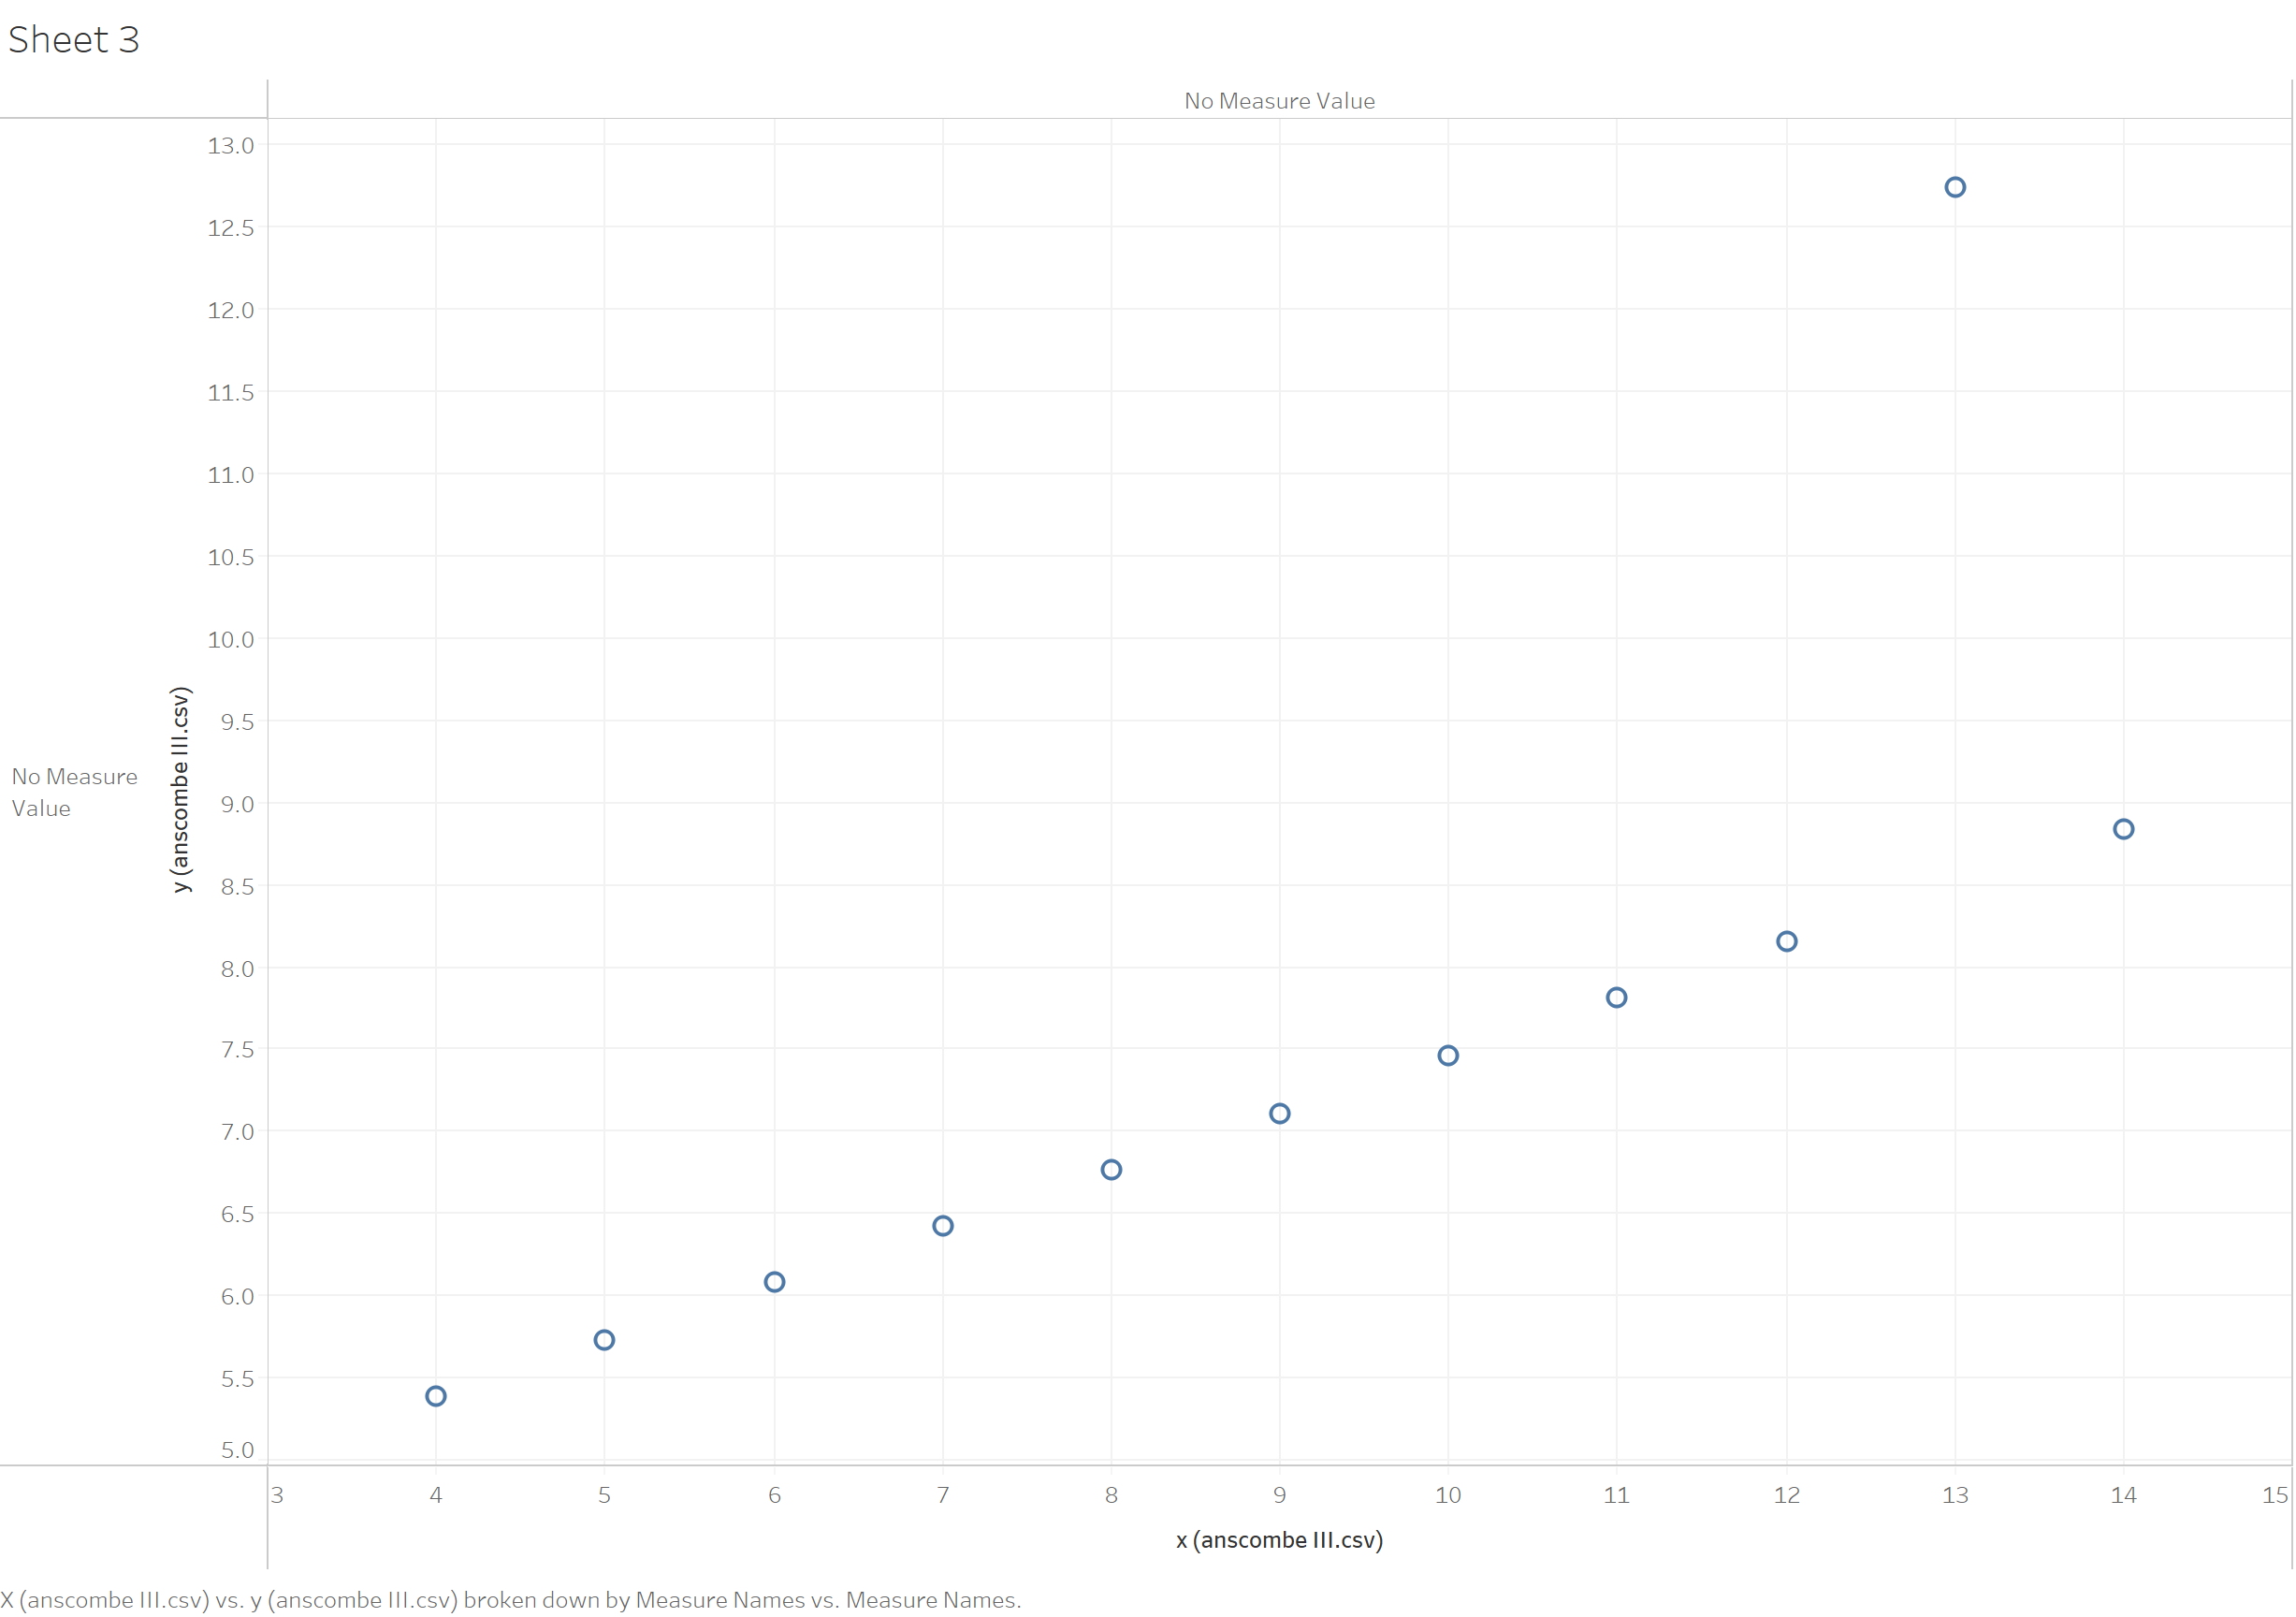 Sheet 3
No Measure Value
13.0
12.5
12.0
11.5
11.0
10.5
10.0
9.5
9.0
8.5
8.0
7.5
7.0
6.5
6.0
5.5
5.0
y (anscombe III.csv)
No Measure
Value
3 4 5 6 7 8 9 10 11 12 13 14 15
x (anscombe III.csv)
X (anscombe III.csv) vs. y (anscombe III.csv) broken down by Measure Names vs. Measure Names.